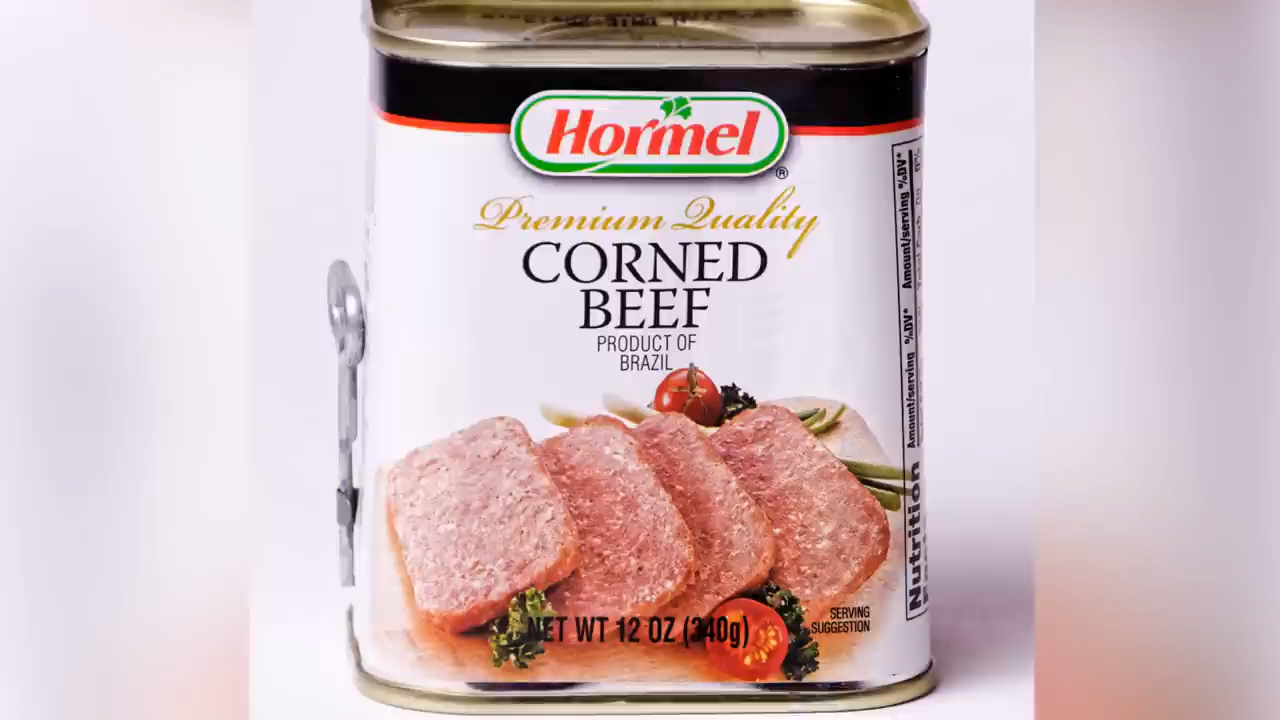 Hormel
®
Premium Quality
CORNED
BEEF
PRODUCT OF
BRAZIL
NET WT 12 OZ (340g)
SERVING
SUGGESTION
Nutrition
Amount/serving %DV*
Amount/serving %DV*